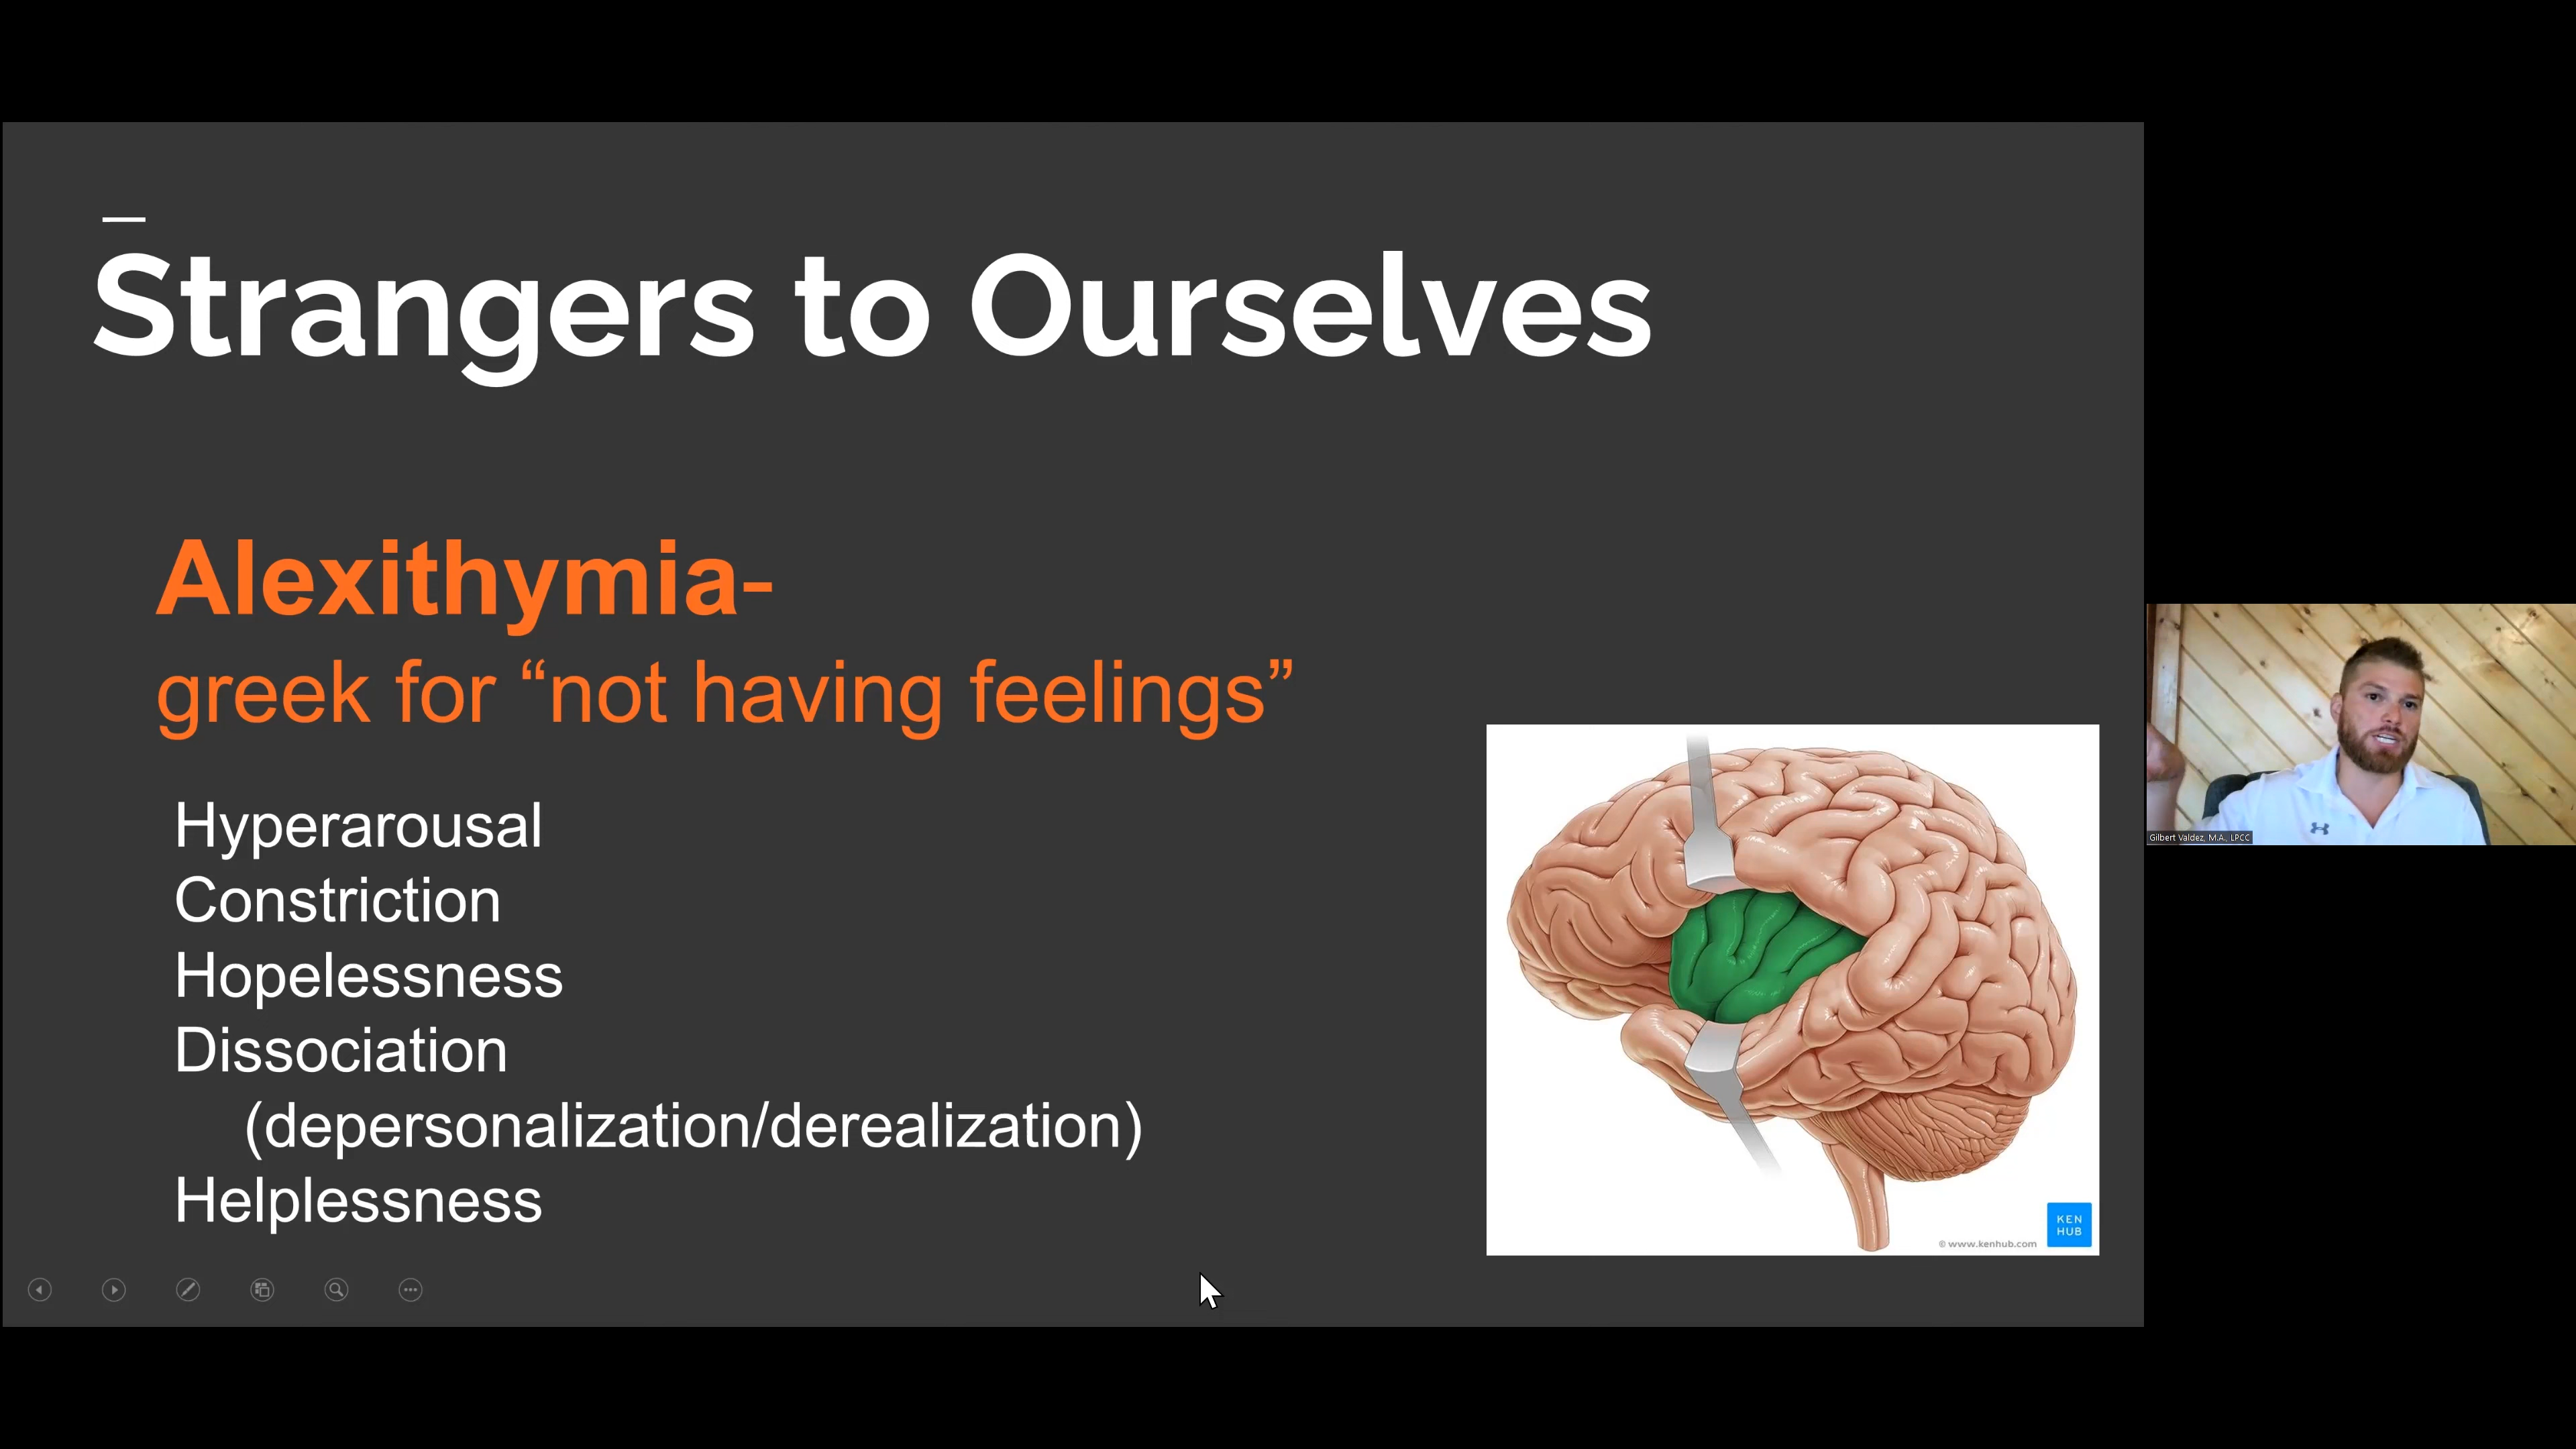 Strangers to Ourselves
Alexithymia-
greek for “not having feelings”
Hyperarousal
Constriction
Hopelessness
Dissociation
(depersonalization/derealization)
Helplessness
KEN
HUB
© www.kenhub.com
Gilbert Valdez, M.A., LPCC